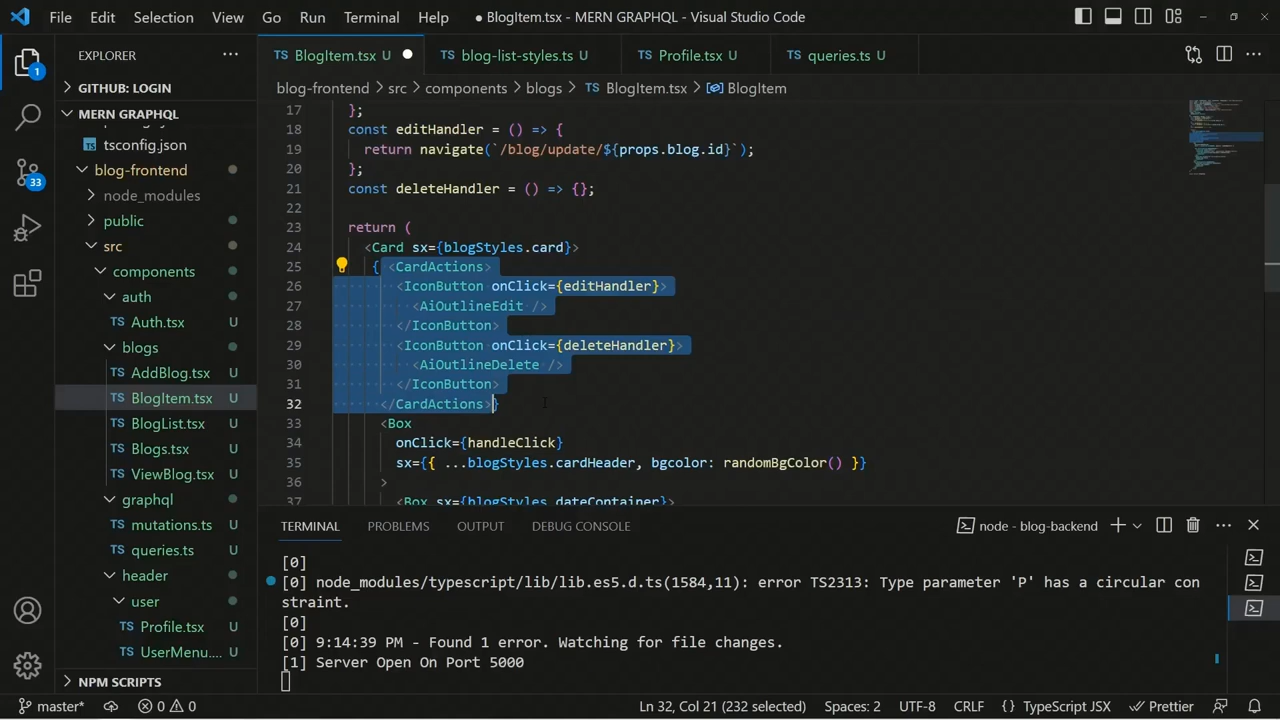 File Edit Selection View Go Run Terminal Help
● BlogItem.tsx - MERN GRAPHQL - Visual Studio Code
EXPLORER
TS BlogItem.tsx U ●
TS blog-list-styles.ts U
TS Profile.tsx U
TS queries.ts U
blog-frontend > src > components > blogs > TS BlogItem.tsx > BlogItem
1
33
GITHUB: LOGIN
MERN GRAPHQL
tsconfig.json
blog-frontend
node_modules
public
src
components
auth
TS Auth.tsx U
blogs
TS AddBlog.tsx U
TS BlogItem.tsx U
TS BlogList.tsx U
TS Blogs.tsx U
TS ViewBlog.tsx U
graphql
TS mutations.ts U
TS queries.ts U
header
user
TS Profile.tsx U
TS UserMenu.... U
NPM SCRIPTS
17 };
18 const editHandler = () => {
19 return navigate(`/blog/update/${props.blog.id}`);
20 };
21 const deleteHandler = () => {};
22
23 return (
24 <Card sx={blogStyles.card}>
25 { <CardActions>
26 <IconButton onClick={editHandler}>
27 <AiOutlineEdit />
28 </IconButton>
29 <IconButton onClick={deleteHandler}>
30 <AiOutlineDelete />
31 </IconButton>
32 </CardActions>}
33 <Box
34 onClick={handleClick}
35 sx={{ ...blogStyles.cardHeader, bgcolor: randomBgColor() }}
36 >
37 <Box sx={blogStyles.dateContainer}>
TERMINAL PROBLEMS OUTPUT DEBUG CONSOLE
node - blog-backend
[0]
[0] node_modules/typescript/lib/lib.es5.d.ts(1584,11): error TS2313: Type parameter 'P' has a circular con
straint.
[0]
[0] 9:14:39 PM - Found 1 error. Watching for file changes.
[1] Server Open On Port 5000
master* 0 0 Ln 32, Col 21 (232 selected) Spaces: 2 UTF-8 CRLF { } TypeScript JSX Prettier